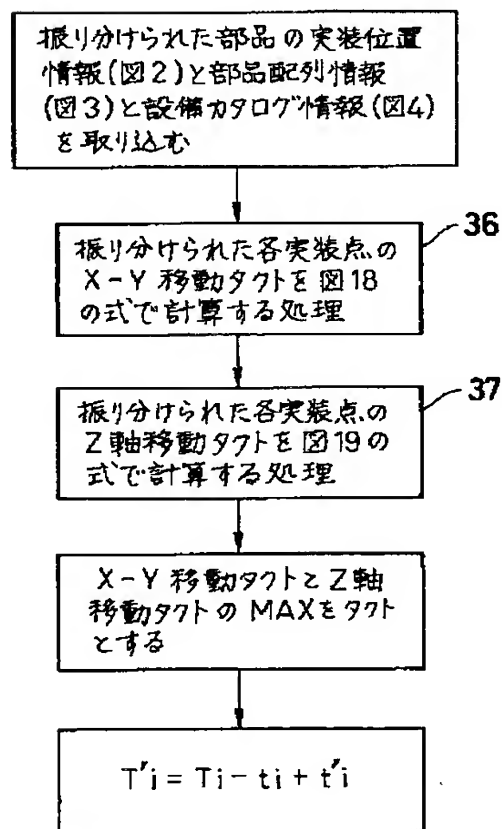 振り分けられた部品の実装位置
情報(図2)と部品配列情報
(図3)と設備カタログ情報(図4)
を取り込む
36
振り分けられた各実装点の
X-Y 移動タクトを図18
の式で計算する処理
37
振り分けられた各実装点の
Z軸移動タクトを図19の
式で計算する処理
X-Y 移動タクトとZ軸
移動タクトの MAXをタクト
とする
T'i = Ti - ti + t'i